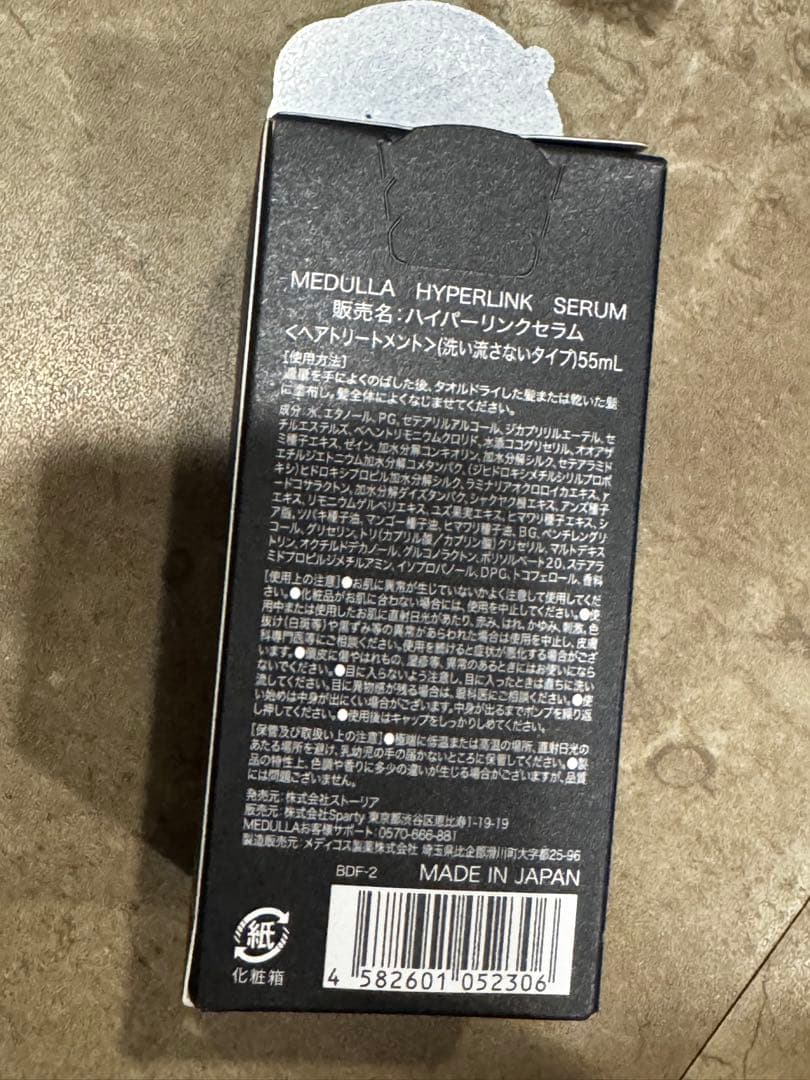 MEDULLA HYPERLINK SERUM
販売名：ハイパーリンクセラム
＜ヘアトリートメント＞(洗い流さないタイプ)55mL
[使用方法]
適量を手によくのばした後、タオルドライした髪または乾いた髪
に塗布し。髪全体によくなじませてください。
成分：水、エタノール、PG、セテアリルアルコール、ジカプリリルエーテル、セ
チルエステルズ、ベヘントリモニウムクロリド、水添ココグリセリル、オオアザ
ミ種子エキス、ゼイン、加水分解コンキオリン、加水分解シルク、セテアラミド
エチルジエトニウム加水分解コメタンパク、(ジヒドロキシメチルシリルプロポ
キシ)ヒドロキシプロピル加水分解シルク、ラミナリアオクロロイカエキス、γ
ードコサラクトン、加水分解ダイズタンパク、シャクヤク根エキス、アンズ種子
エキス、リモニウムゲルベリエキス、ユズ果実エキス、ヒマワリ種子エキス、シ
ア脂、ツバキ種子油、マンゴー種子油、ヒマワリ種子油、BG、ペンチレングリ
コール、グリセリン、トリ(カプリル酸/カプリン酸)グリセリル、マルトデキス
トリン、オクチルドデカノール、グルコノラクトン、ポリソルベート20、ステアラ
ミドプロピルジメチルアミン、イソプロパノール、DPG、トコフェロール、香料
[使用上の注意]●お肌に異常が生じていないかよく注意して使用してくだ
さい。●化粧品がお肌に合わない場合には、使用を中止してください。●使
用中または使用したお肌に直射日光があたり、赤み、はれ、かゆみ、刺激、色
抜け(白斑等)や黒ずみ等の異常があらわれた場合は使用を中止し、皮膚
科専門医等にご相談ください。使用を続けると症状が悪化する場合がござ
います。●頭皮に傷やはれもの、湿疹等、異常のあるときにはお使いになら
ないでください。●目に入らないよう注意し、目に入ったときは直ちに洗い
流してください。目に異物感が残る場合は、眼科医にご相談ください。●使
い始めは中身が出にくい場合がございます。中身が出るまでポンプを繰り返
し押してください。●使用後はキャップをしっかりしめてください。
[保管及び取扱い上の注意]●極端に低温または高温の場所、直射日光の
あたる場所を避け、乳幼児の手の届かないところに保管してください。●製
品の特性上、色調や香りに多少の違いが生じる場合がございますが、品質
には問題ございません。
発売元：株式会社ストーリア
販売元：株式会社Sparty 東京都渋谷区恵比寿1-19-19
MEDULLAお客様サポート：0570-666-881
製造販売元：メディコス製薬株式会社 埼玉県比企郡滑川町大字都25-96
BDF-2 MADE IN JAPAN
紙
化粧箱
4 582601 052306